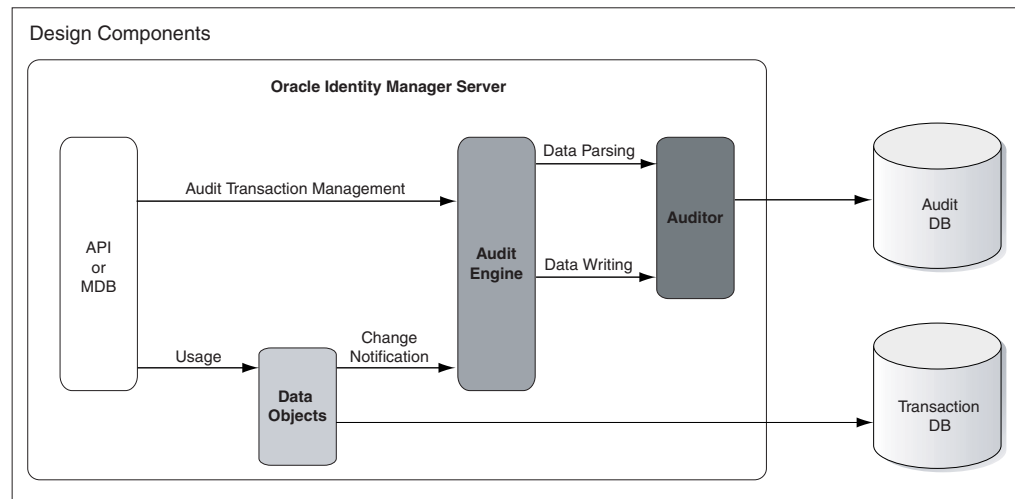 Design Components
Oracle Identity Manager Server
API
or
MDB
Audit Transaction Management
Usage
Data
Objects
Change
Notification
Audit
Engine
Data Parsing
Data Writing
Auditor
Audit
DB
Transaction
DB